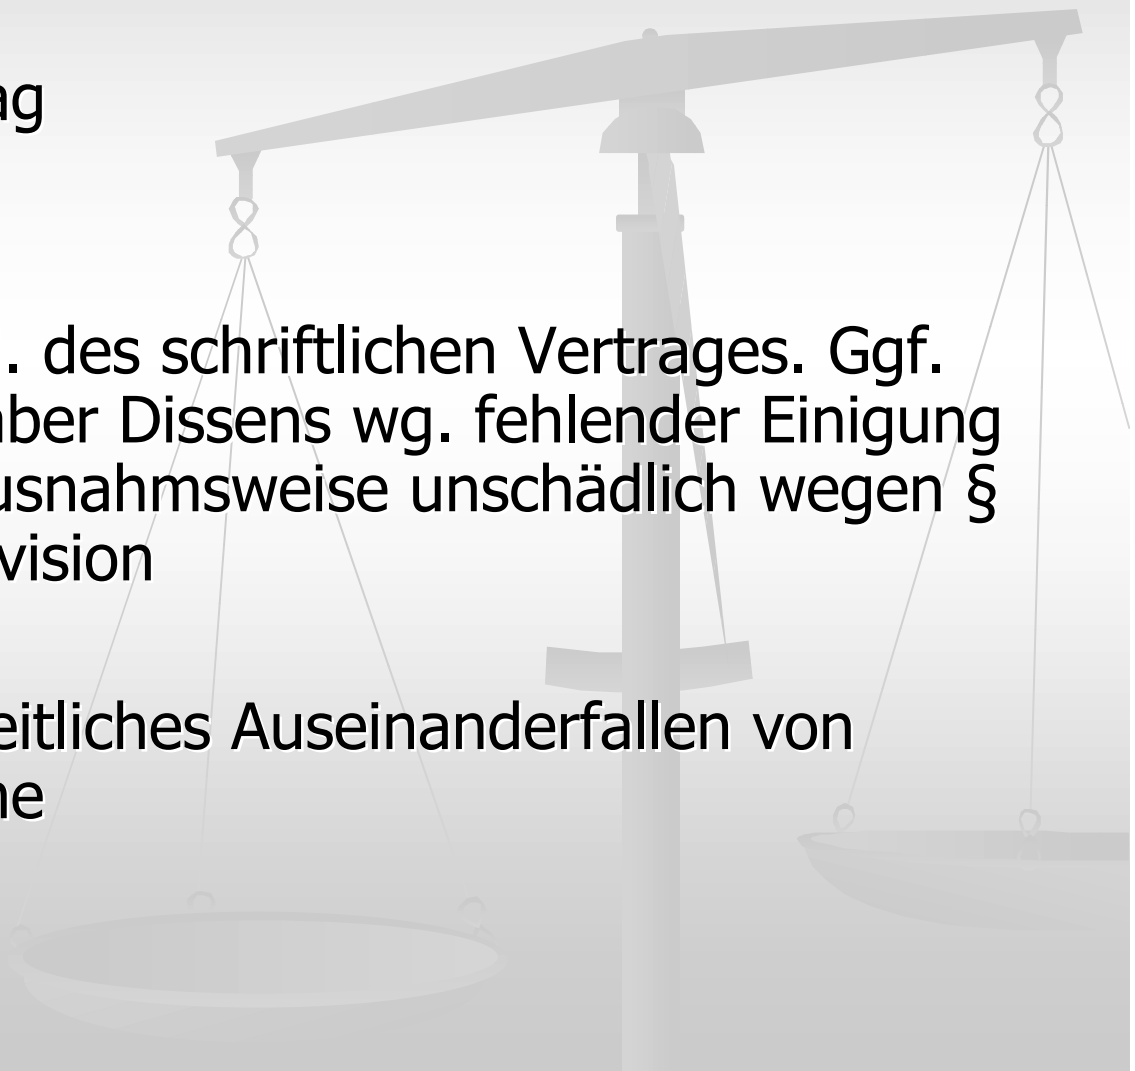 ag
. des schriftlichen Vertrages. Ggf.
aber Dissens wg. fehlender Einigung
usnahmsweise unschädlich wegen §
vision
eitliches Auseinanderfallen von
ne